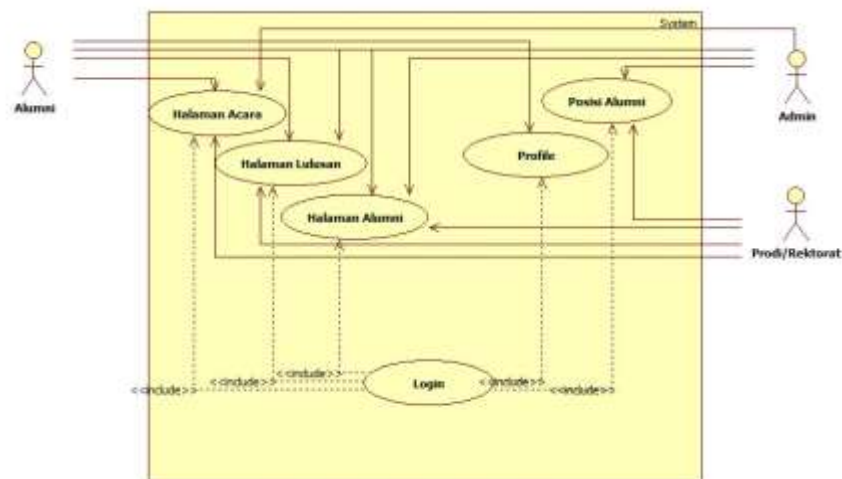 System
Alumni
Admin
Halaman Acara
Posisi Alumni
Halaman Lulusan
Profile
Halaman Alumni
Prodi/Rektorat
Login
<<include>>
<<include>>
<<include>>
<<include>>
<<include>>